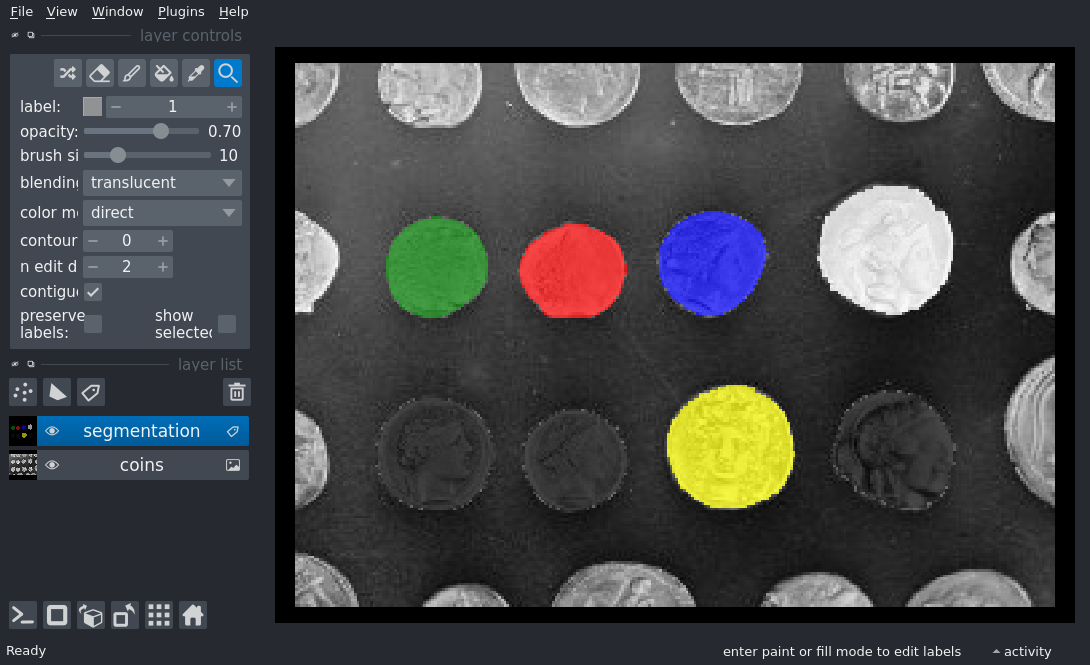 File View Window Plugins Help
layer controls
label: 1
opacity: 0.70
brush si 10
blending translucent
color m direct
contour 0
n edit d 2
contigu
preserve labels: show selected
layer list
segmentation
coins
Ready
enter paint or fill mode to edit labels
activity